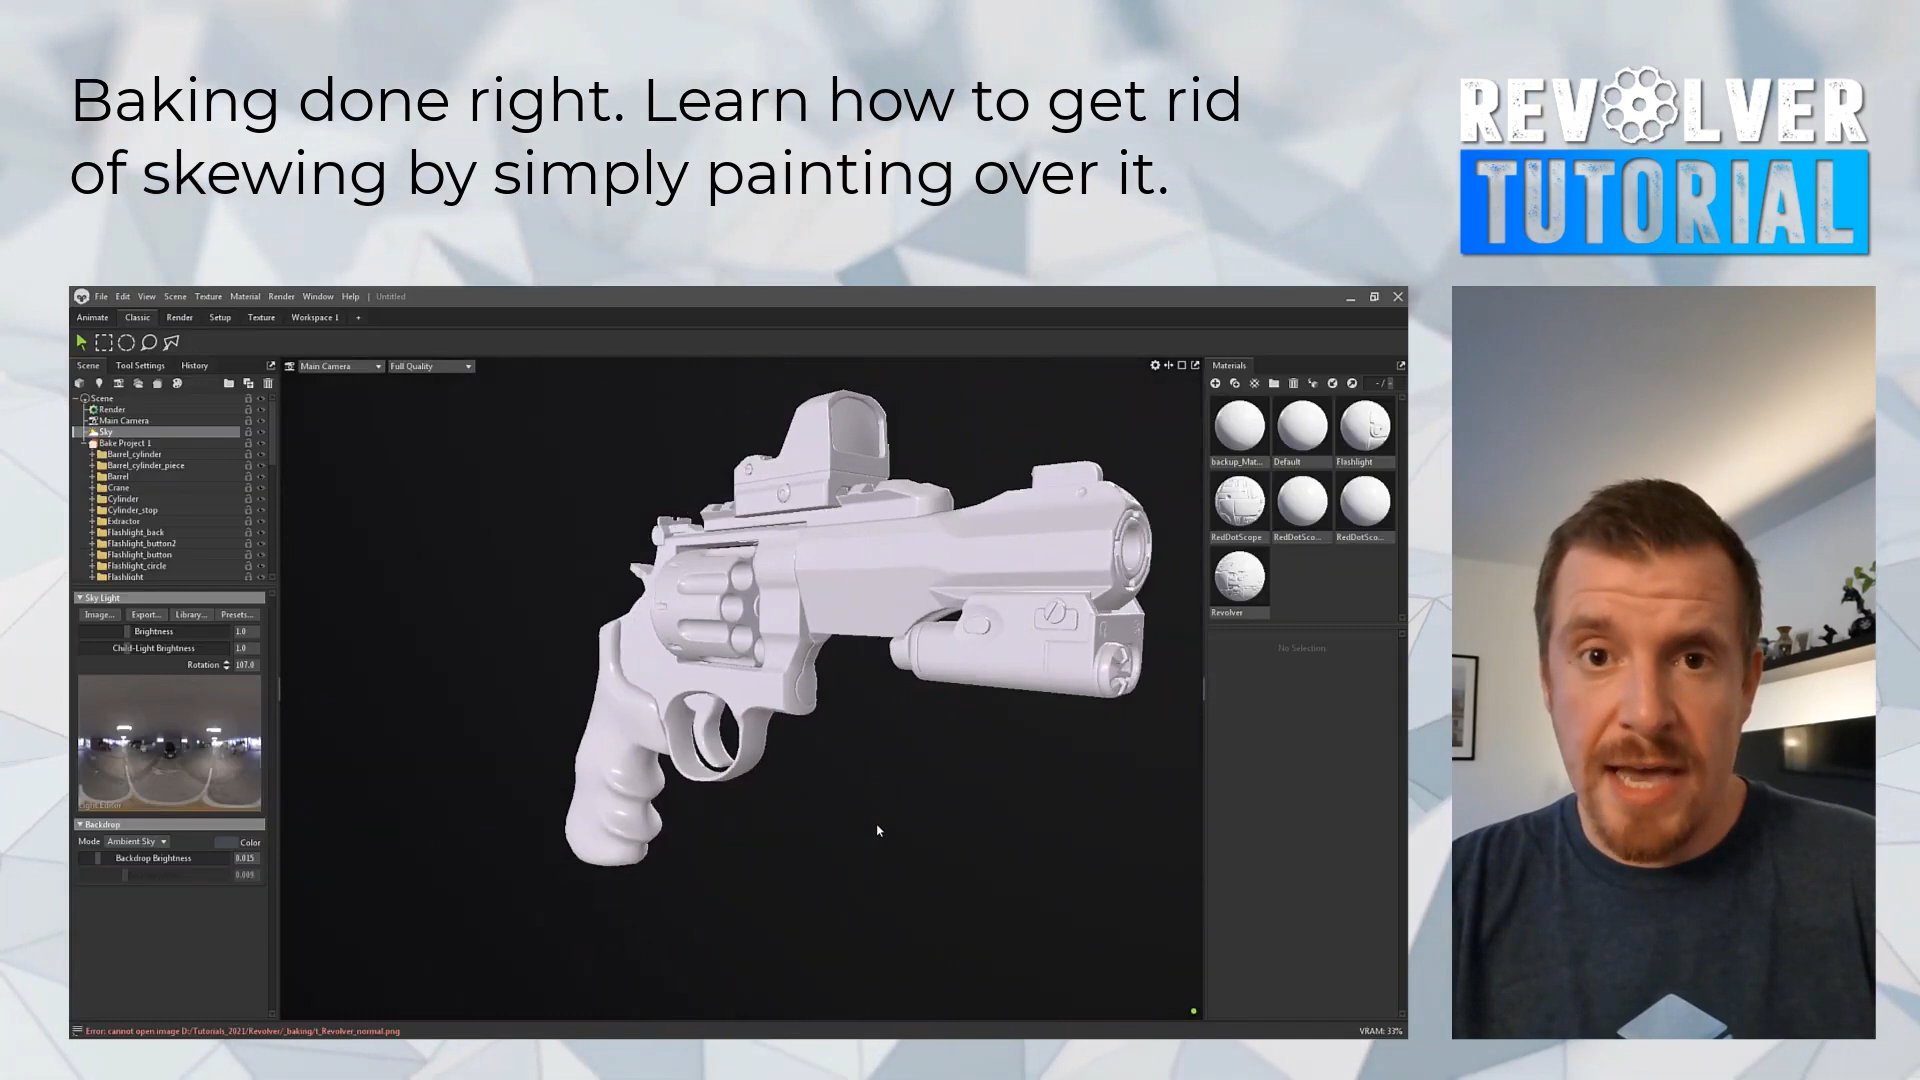 Baking done right. Learn how to get rid
of skewing by simply painting over it.
REVOLVER
TUTORIAL
File Edit View Scene Texture Material Render Window Help | Untitled
Animate Classic Render Setup Texture Workspace 1 +
Scene Tool Settings History
Main Camera Full Quality
Materials
Scene
Render
Main Camera
Sky
Bake Project 1
Barrel_cylinder
Barrel_cylinder_piece
Barrel
Crane
Cylinder
Cylinder_stop
Extractor
Flashlight_back
Flashlight_button2
Flashlight_button
Flashlight_circle
Flashlight
backup_Mat... Default Flashlight
RedDotScope RedDotSco... RedDotSco...
Revolver
No Selection
Sky Light
Image... Export... Library... Presets...
Brightness 1.0
Child-Light Brightness 1.0
Rotation 107.0
Light Editor
Backdrop
Mode Ambient Sky Color
Backdrop Brightness 0.015
0.009
Error: cannot open image D:/Tutorials_2021/Revolver/_baking/t_Revolver_normal.png
VRAM: 33%